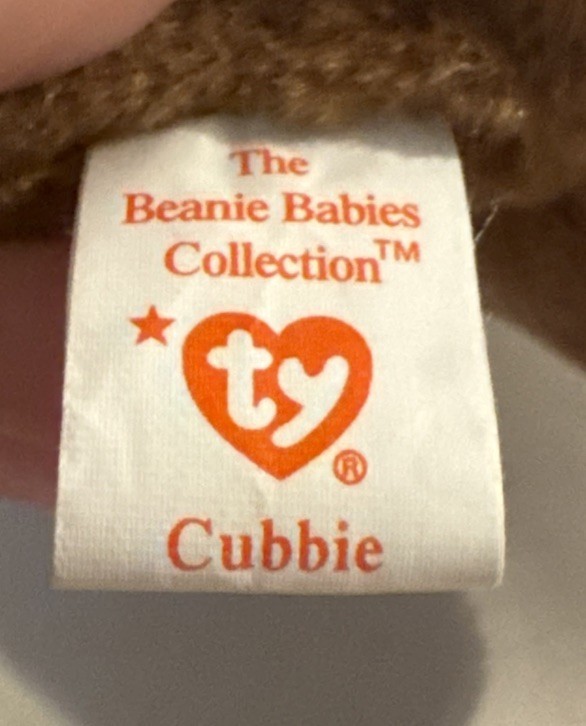 The
Beanie Babies
Collection™
ty
®
Cubbie